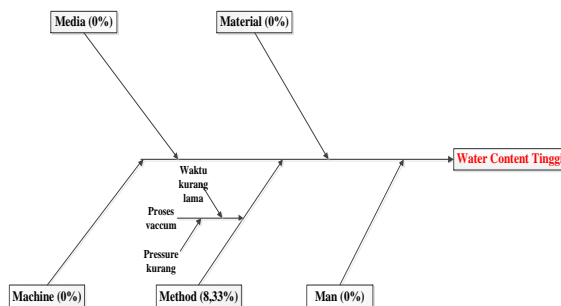 Media (0%)
Material (0%)
Water Content Tinggi
Waktu
kurang
lama
Proses
vaccum
Pressure
kurang
Machine (0%)
Method (8,33%)
Man (0%)